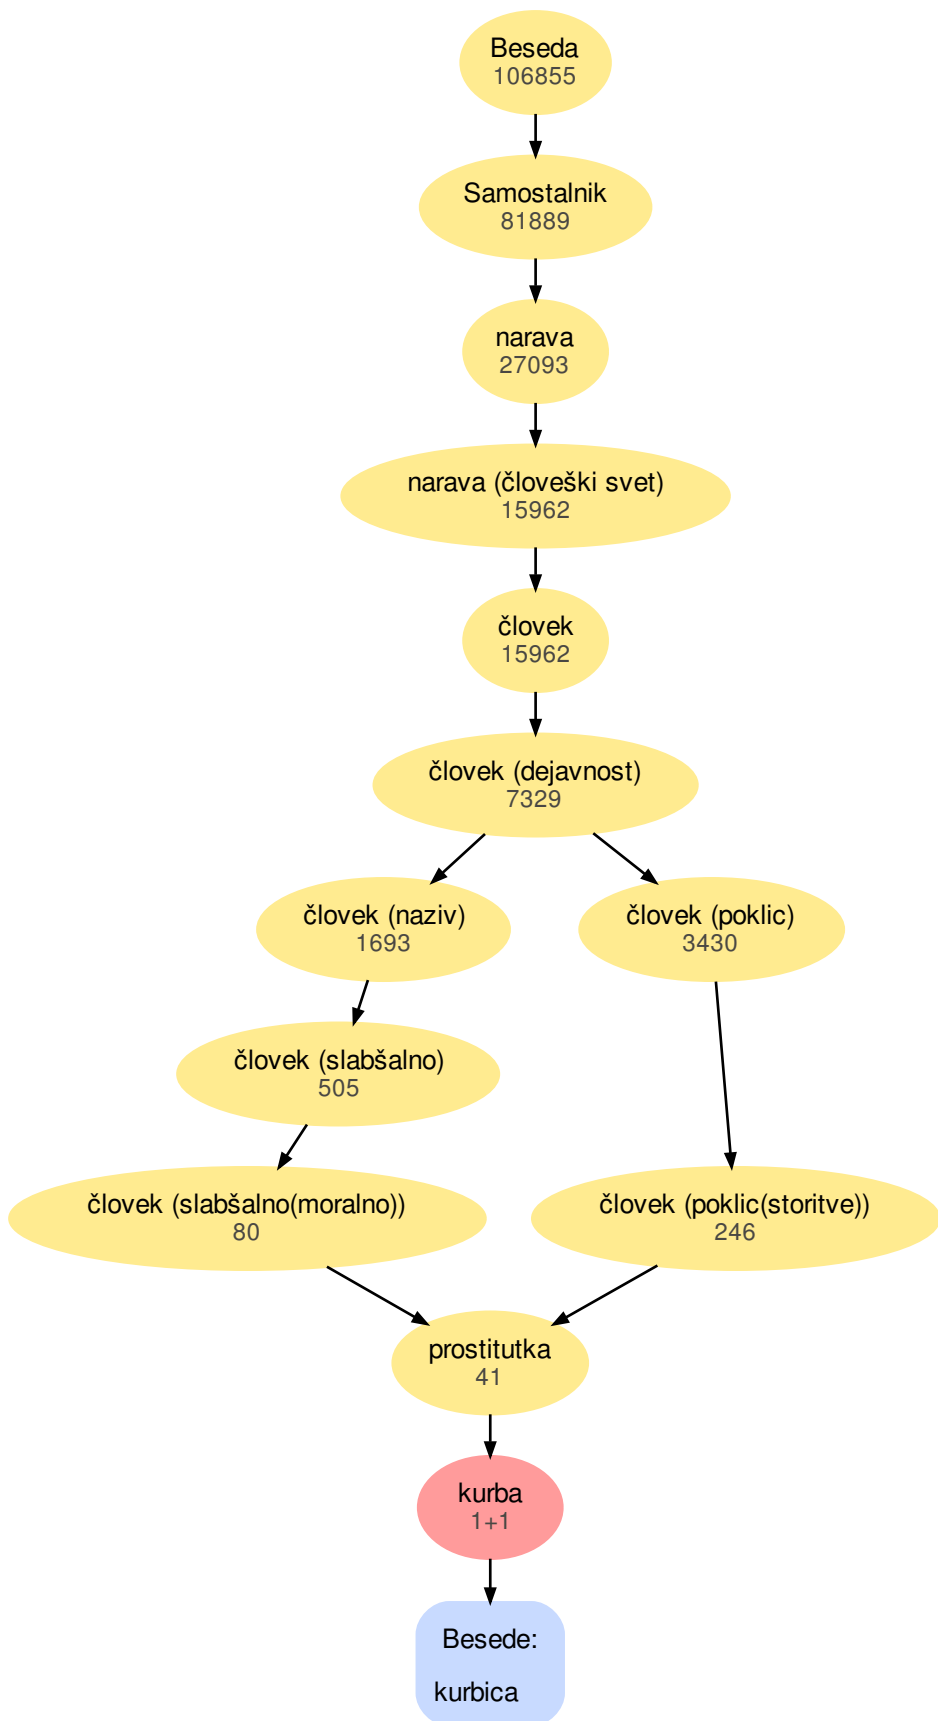 Beseda
106855
Samostalnik
81889
narava
27093
narava (človeški svet)
15962
človek
15962
človek (dejavnost)
7329
človek (naziv)
1693
človek (poklic)
3430
človek (slabšalno)
505
človek (slabšalno(moralno))
80
človek (poklic(storitve))
246
prostitutka
41
kurba
1+1
Besede:
kurbica